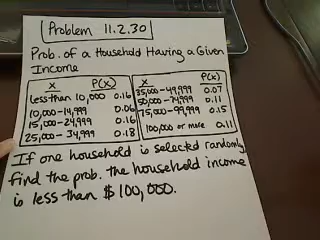 Problem 11.2.30
Prob. of a Household Having a Given
Income
x P(x)
less than 10,000 0.16
10,000-14,999 0.06
15,000-24,999 0.16
25,000-34,999 0.18
x P(x)
35,000-49,999 0.07
50,000-74,999 0.11
75,000-99,999 0.15
100,000 or more 0.11
If one household is selected randomly
find the prob. the household income
is less than $100,000.